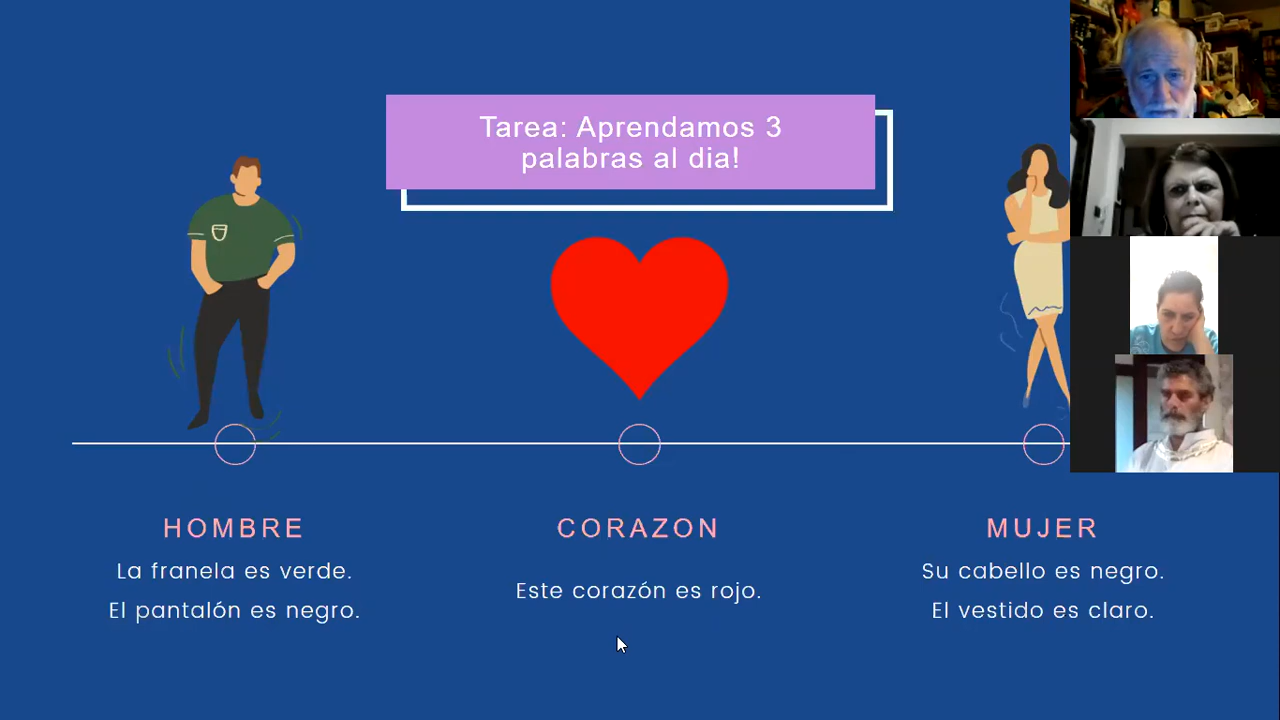 Tarea: Aprendamos 3
palabras al dia!
HOMBRE
La franela es verde.
El pantalón es negro.
CORAZON
Este corazón es rojo.
MUJER
Su cabello es negro.
El vestido es claro.